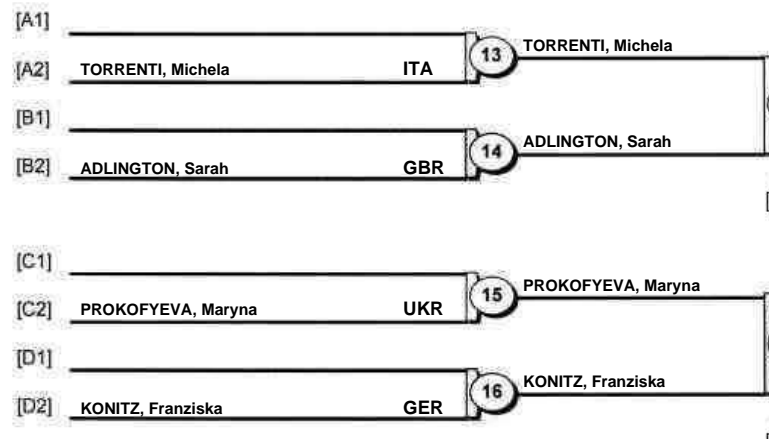 [A1]
13 TORRENTI, Michela
[A2] TORRENTI, Michela ITA
[B1]
14 ADLINGTON, Sarah
[B2] ADLINGTON, Sarah GBR
[C1]
15 PROKOFYEVA, Maryna
[C2] PROKOFYEVA, Maryna UKR
[D1]
16 KONITZ, Franziska
[D2] KONITZ, Franziska GER